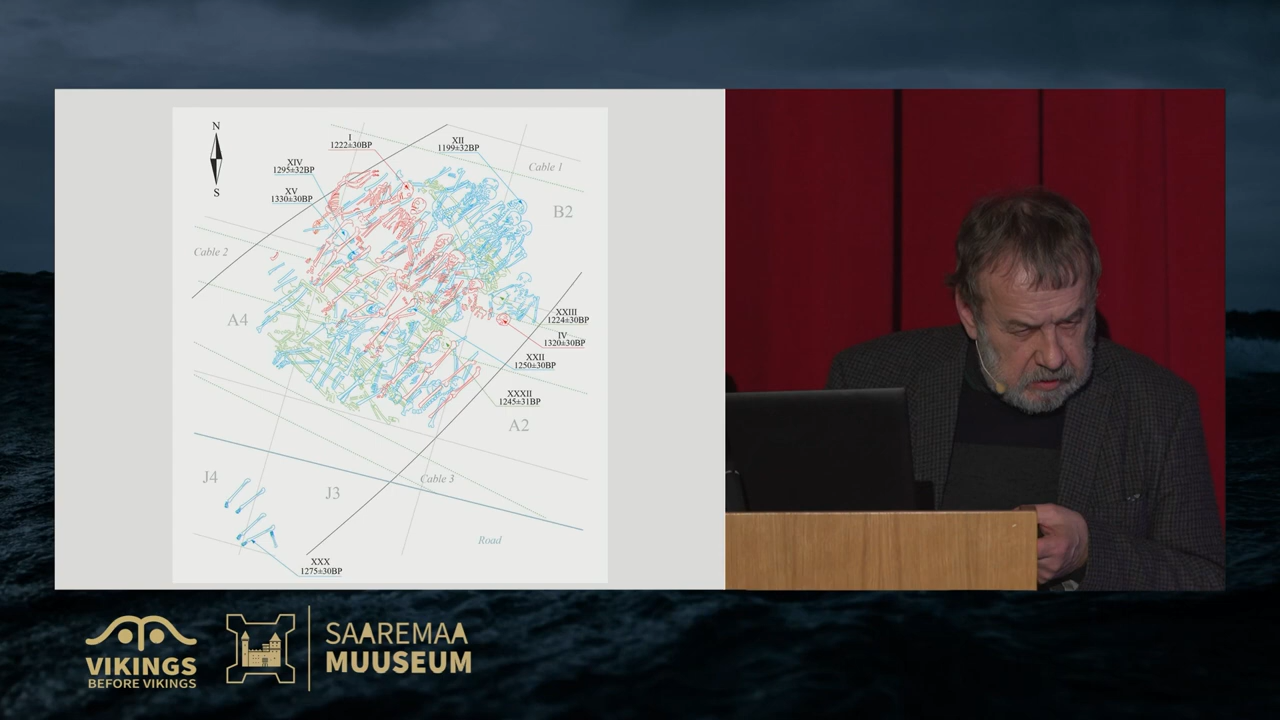 N
S
I
1222±30BP
XII
1199±32BP
XIV
1295±32BP
XV
1330±30BP
Cable 1
B2
Cable 2
A4
XXIII
1224±30BP
IV
1320±30BP
XXII
1250±30BP
XXXII
1245±31BP
A2
J4
J3
Cable 3
Road
XXX
1275±30BP
VIKINGS
BEFORE VIKINGS
SAAREMAA
MUUSEUM